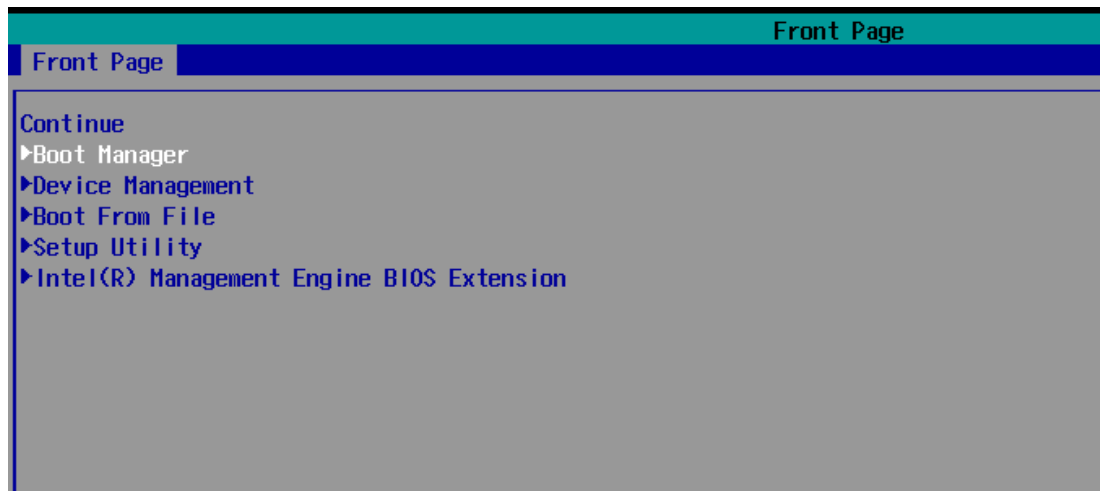 Front Page
Front Page
Continue
▶Boot Manager
▶Device Management
▶Boot From File
▶Setup Utility
▶Intel(R) Management Engine BIOS Extension